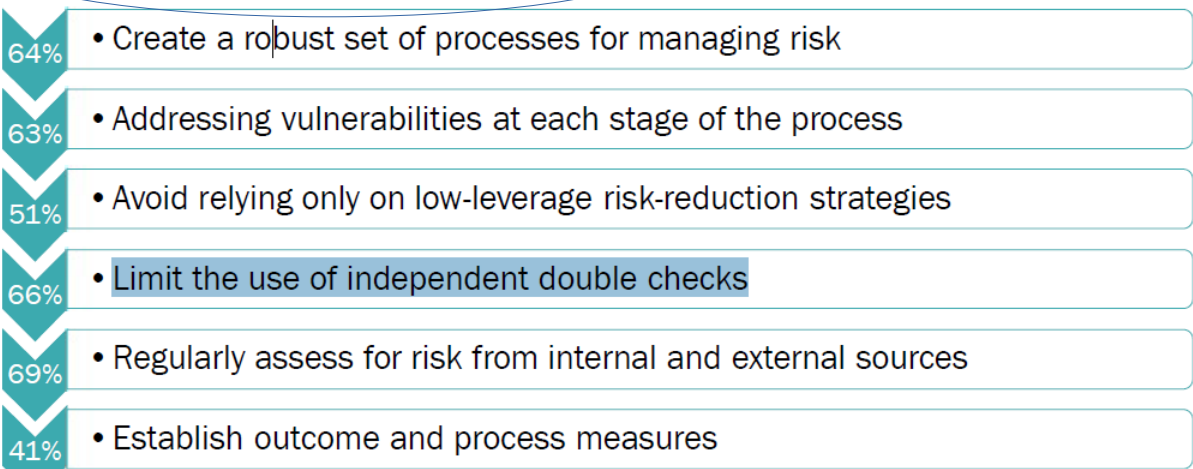 64% • Create a robust set of processes for managing risk
63% • Addressing vulnerabilities at each stage of the process
51% • Avoid relying only on low-leverage risk-reduction strategies
66% • Limit the use of independent double checks
69% • Regularly assess for risk from internal and external sources
41% • Establish outcome and process measures